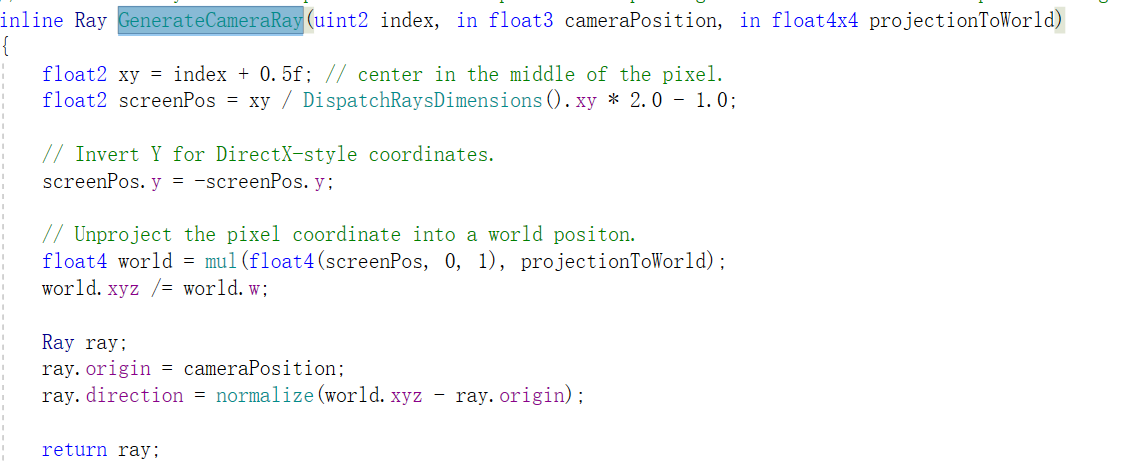 inline Ray GenerateCameraRay(uint2 index, in float3 cameraPosition, in float4x4 projectionToWorld)
{
float2 xy = index + 0.5f; // center in the middle of the pixel.
float2 screenPos = xy / DispatchRaysDimensions().xy * 2.0 - 1.0;
// Invert Y for DirectX-style coordinates.
screenPos.y = -screenPos.y;
// Unproject the pixel coordinate into a world positon.
float4 world = mul(float4(screenPos, 0, 1), projectionToWorld);
world.xyz /= world.w;
Ray ray;
ray.origin = cameraPosition;
ray.direction = normalize(world.xyz - ray.origin);
return ray;